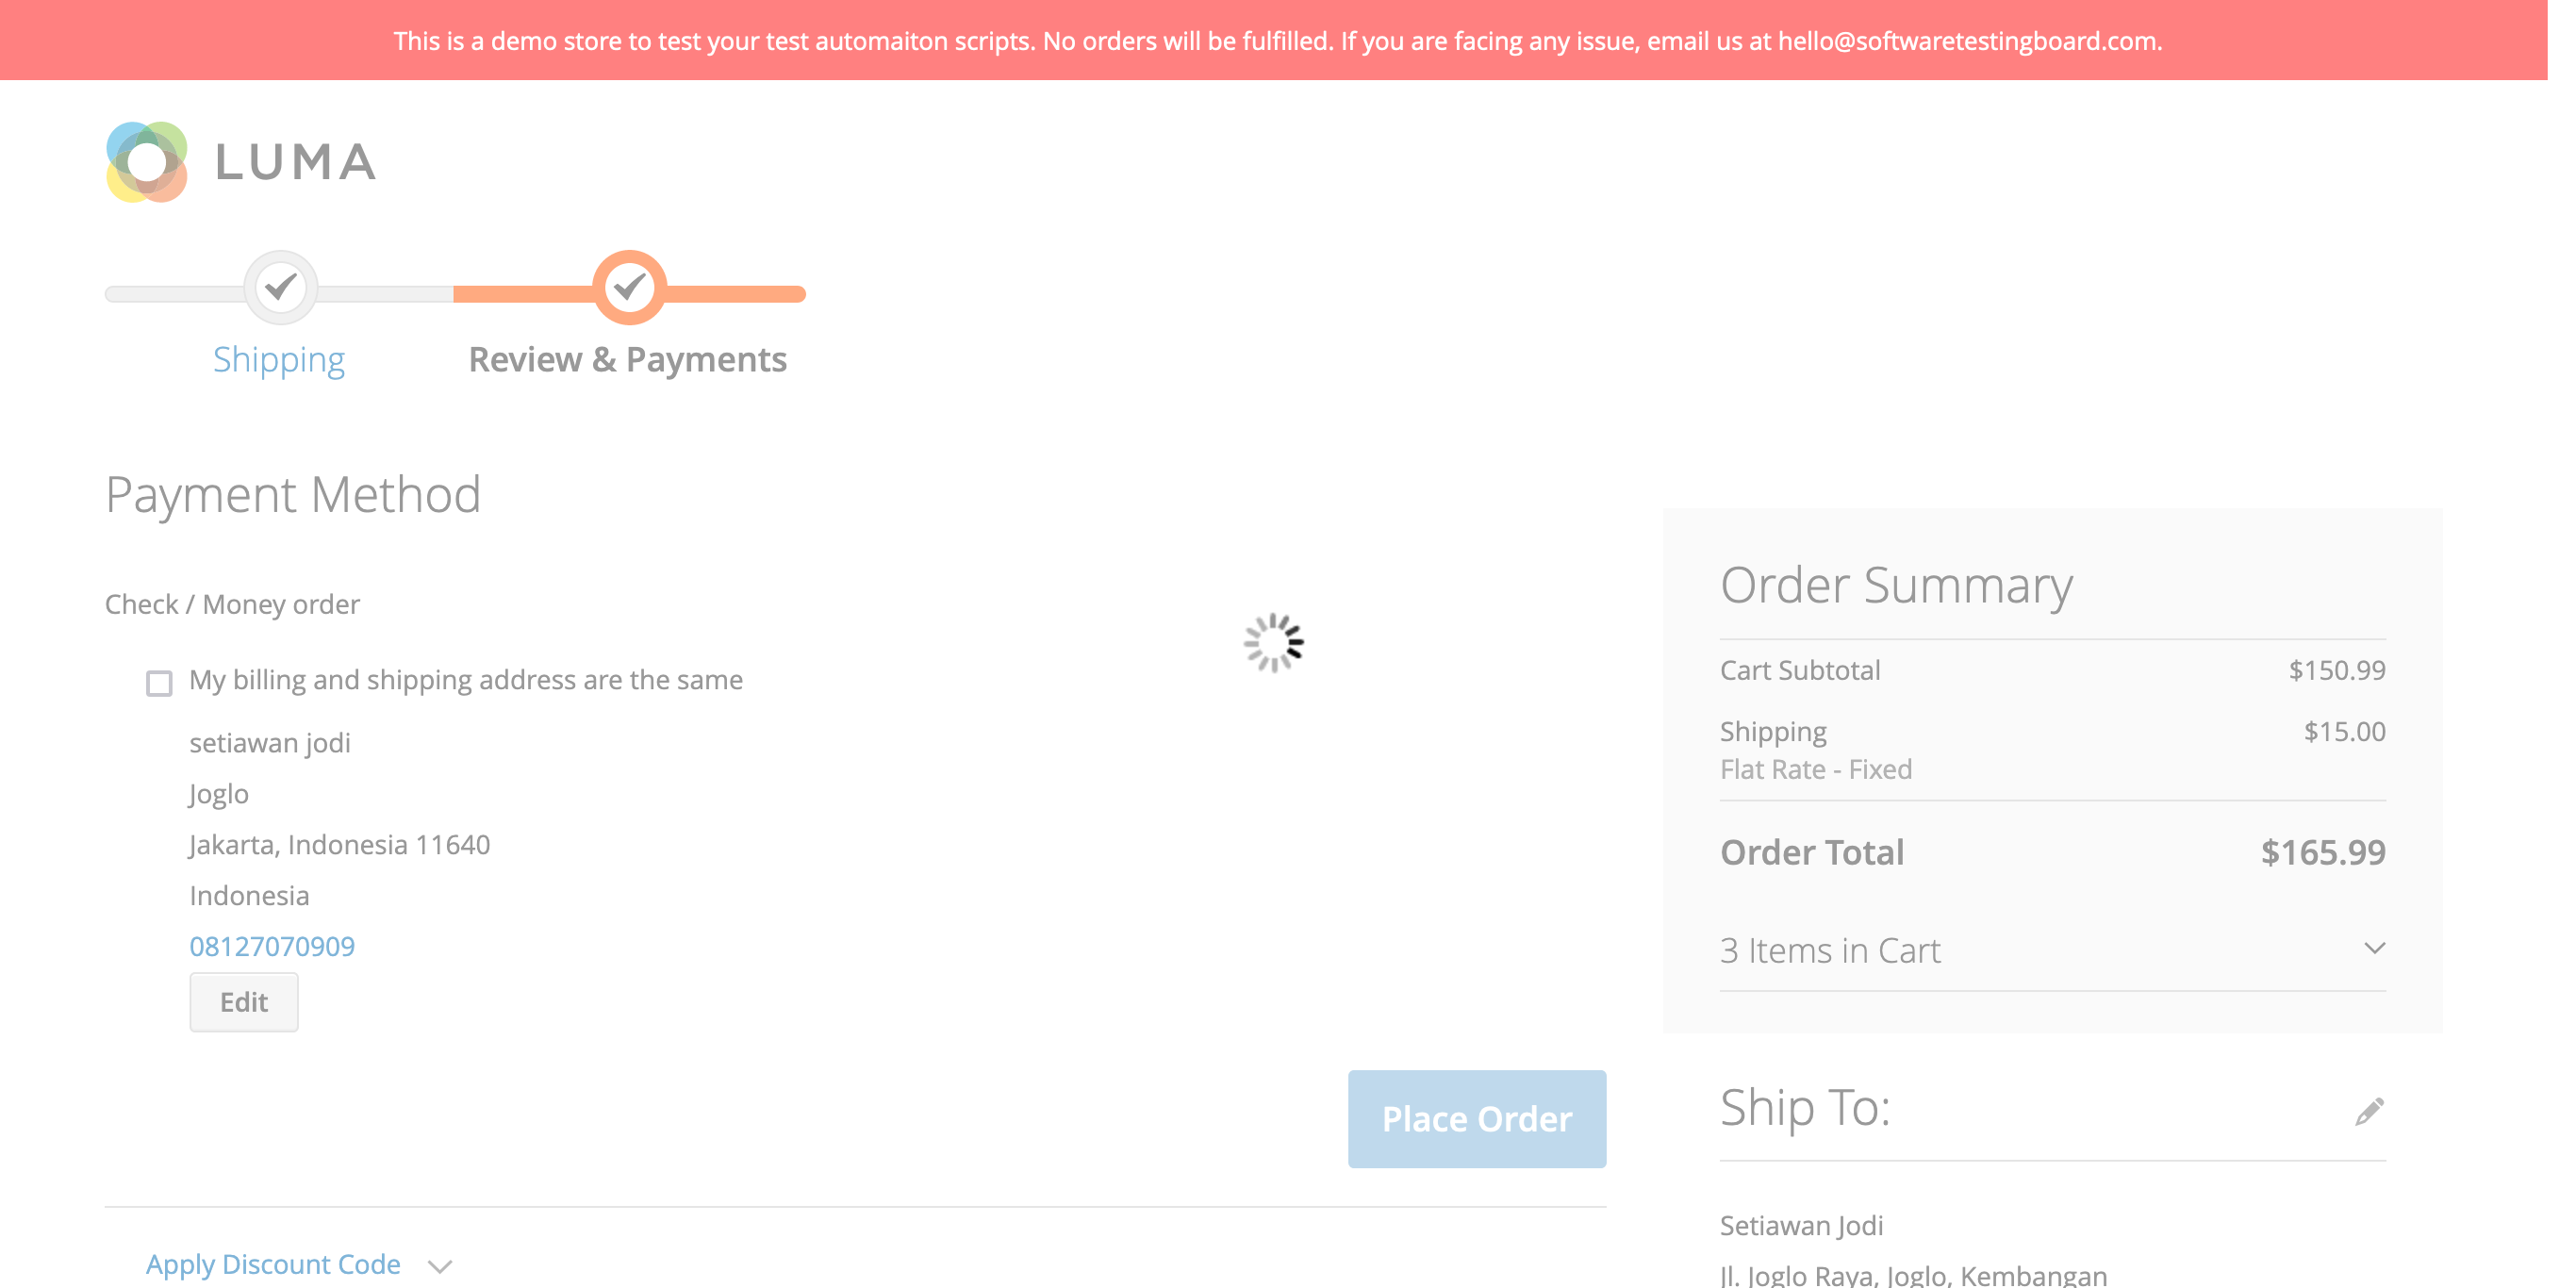 This is a demo store to test your test automaiton scripts. No orders will be fulfilled. If you are facing any issue, email us at hello@softwaretestingboard.com.
LUMA
Shipping
Review & Payments
Payment Method
Check / Money order
My billing and shipping address are the same
setiawan jodi
Joglo
Jakarta, Indonesia 11640
Indonesia
08127070909
Edit
Place Order
Apply Discount Code
Order Summary
Cart Subtotal $150.99
Shipping $15.00
Flat Rate - Fixed
Order Total $165.99
3 Items in Cart
Ship To:
Setiawan Jodi
Jl. Joglo Raya, Joglo, Kembangan